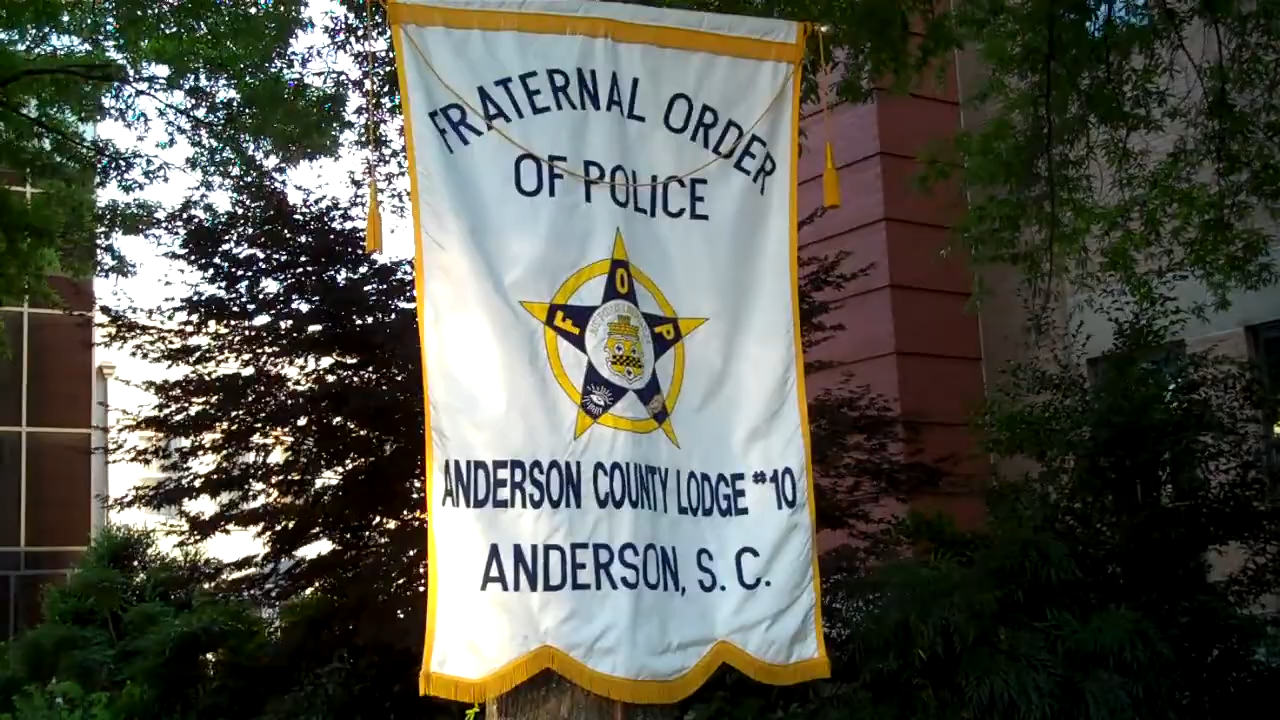 FRATERNAL ORDER
OF POLICE
F O P
ANDERSON COUNTY LODGE #10
ANDERSON, S. C.